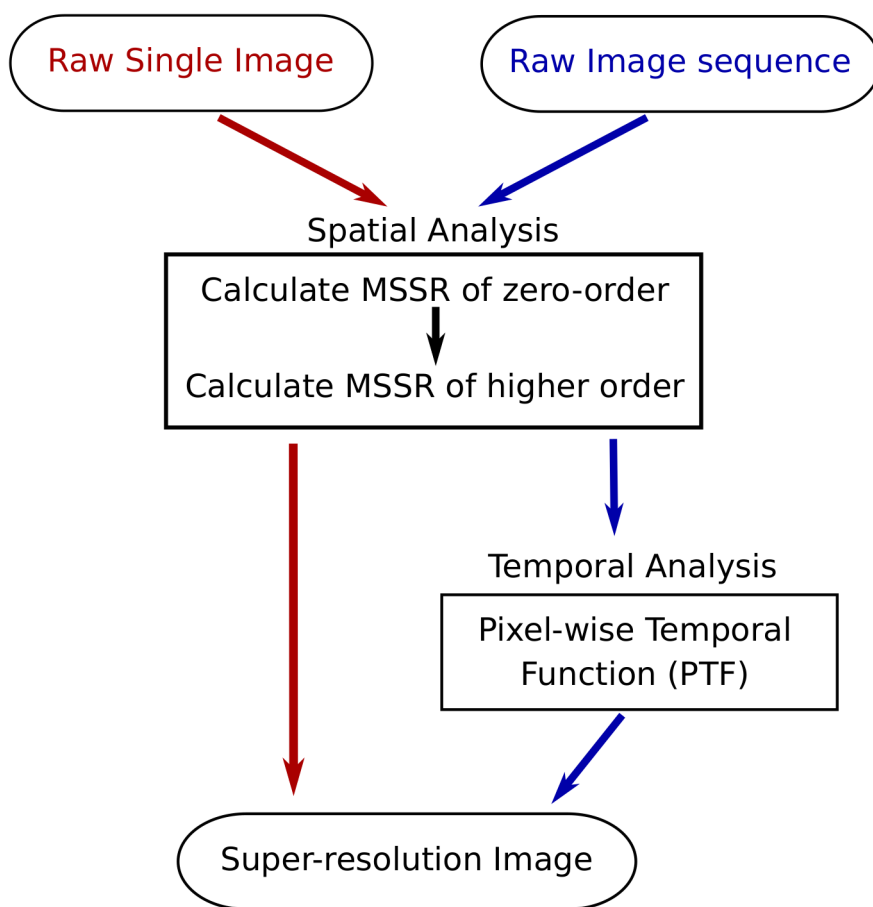 Raw Single Image
Raw Image sequence
Spatial Analysis
Calculate MSSR of zero-order
Calculate MSSR of higher order
Temporal Analysis
Pixel-wise Temporal
Function (PTF)
Super-resolution Image